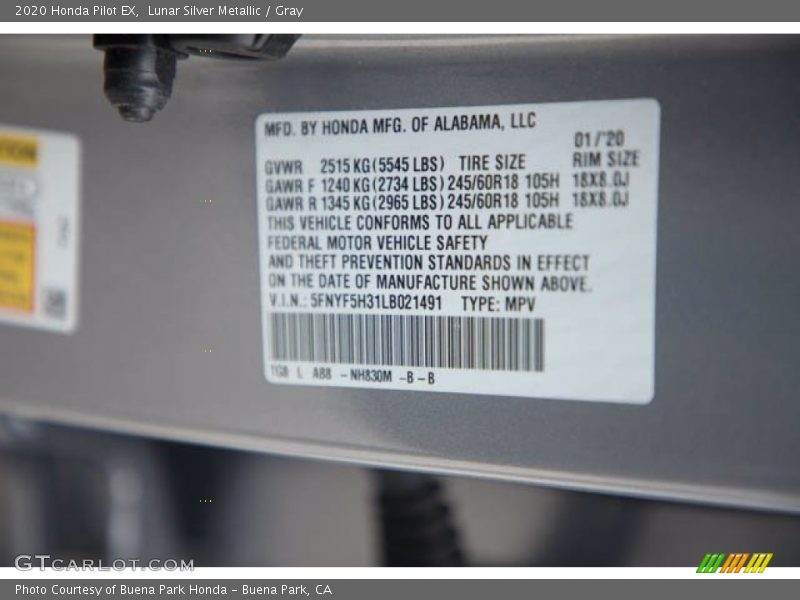 2020 Honda Pilot EX, Lunar Silver Metallic / Gray
MFD. BY HONDA MFG. OF ALABAMA, LLC
01/'20
GVWR 2515 KG (5545 LBS) TIRE SIZE RIM SIZE
GAWR F 1240 KG (2734 LBS) 245/60R18 105H 18X8.0J
GAWR R 1345 KG (2965 LBS) 245/60R18 105H 18X8.0J
THIS VEHICLE CONFORMS TO ALL APPLICABLE
FEDERAL MOTOR VEHICLE SAFETY
AND THEFT PREVENTION STANDARDS IN EFFECT
ON THE DATE OF MANUFACTURE SHOWN ABOVE.
V.I.N.: 5FNYF5H31LB021491 TYPE: MPV
TG8 L A88 - NH830M - B - B
GTCARLOT.COM
Photo Courtesy of Buena Park Honda - Buena Park, CA